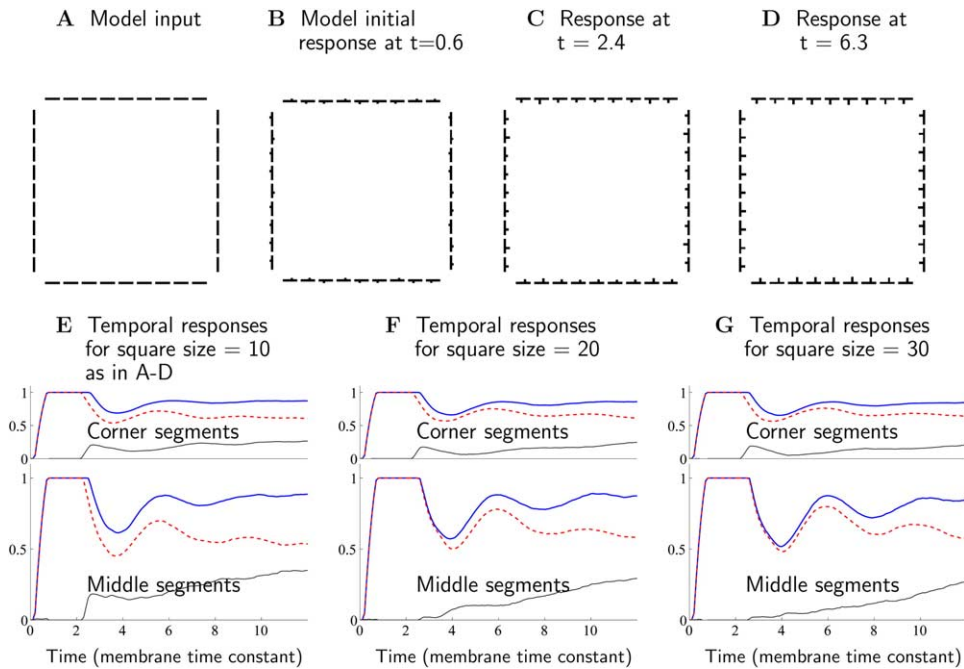 A Model input
B Model initial
response at t=0.6
C Response at
t = 2.4
D Response at
t = 6.3
E Temporal responses
for square size = 10
as in A-D
F Temporal responses
for square size = 20
G Temporal responses
for square size = 30
1
0.5
0
Corner segments
1
0.5
0
Corner segments
1
0.5
0
Corner segments
1
0.5
0
Middle segments
0 2 4 6 8 10
Time (membrane time constant)
1
0.5
0
Middle segments
0 2 4 6 8 10
Time (membrane time constant)
1
0.5
0
Middle segments
0 2 4 6 8 10
Time (membrane time constant)